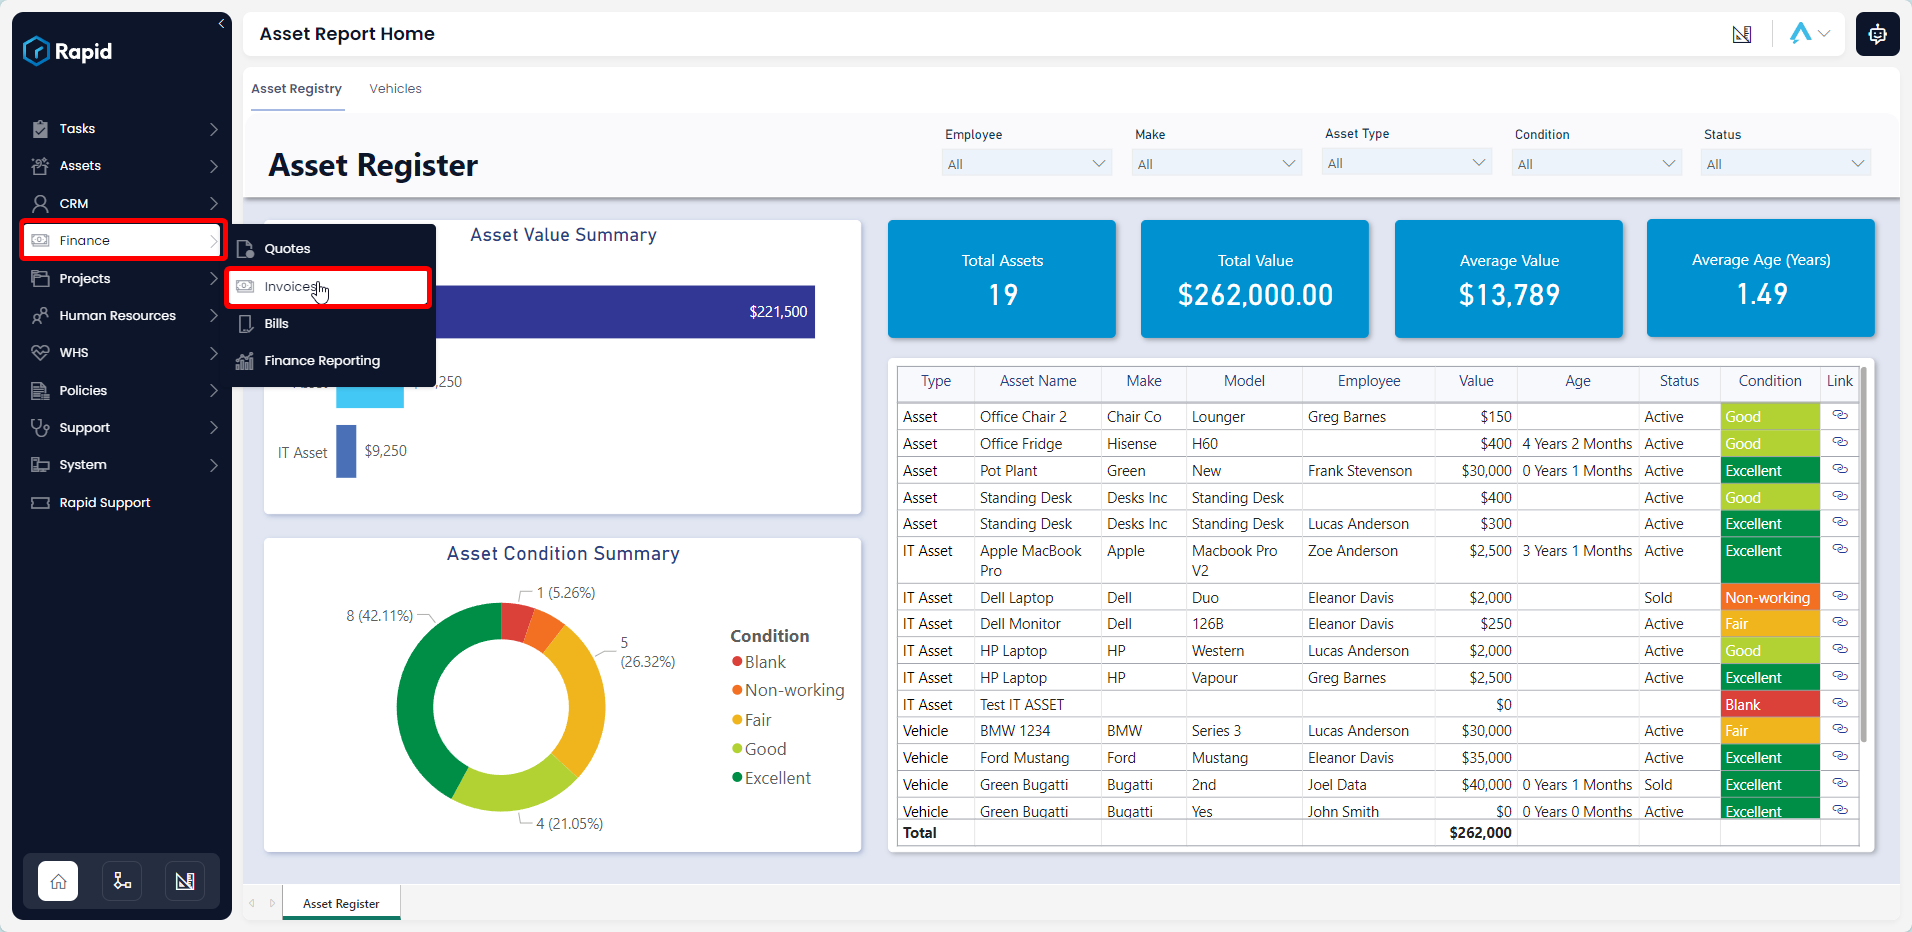 Rapid
Tasks
Assets
CRM
Finance
Projects
Human Resources
WHS
Policies
Support
System
Rapid Support
Quotes
Invoices
Bills
Finance Reporting
Asset Report Home
Asset Registry Vehicles
Asset Register
Employee Make Asset Type Condition Status
All All All All All
Asset Value Summary
$221,500
,250
IT Asset $9,250
Asset Condition Summary
1 (5.26%)
8 (42.11%)
5
(26.32%)
4 (21.05%)
Condition
Blank
Non-working
Fair
Good
Excellent
Total Assets
19
Total Value
$262,000.00
Average Value
$13,789
Average Age (Years)
1.49
Type Asset Name Make Model Employee Value Age Status Condition Link
Asset Office Chair 2 Chair Co Lounger Greg Barnes $150 Active Good
Asset Office Fridge Hisense H60 $400 4 Years 2 Months Active Good
Asset Pot Plant Green New Frank Stevenson $30,000 0 Years 1 Months Active Excellent
Asset Standing Desk Desks Inc Standing Desk $400 Active Good
Asset Standing Desk Desks Inc Standing Desk Lucas Anderson $300 Active Excellent
IT Asset Apple MacBook Apple Macbook Pro Zoe Anderson $2,500 3 Years 1 Months Active Excellent
Pro V2
IT Asset Dell Laptop Dell Duo Eleanor Davis $2,000 Sold Non-working
IT Asset Dell Monitor Dell 126B Eleanor Davis $250 Active Fair
IT Asset HP Laptop HP Western Lucas Anderson $2,000 Active Good
IT Asset HP Laptop HP Vapour Greg Barnes $2,500 Active Excellent
IT Asset Test IT ASSET $0 Blank
Vehicle BMW 1234 BMW Series 3 Lucas Anderson $30,000 Active Fair
Vehicle Ford Mustang Ford Mustang Eleanor Davis $35,000 Active Excellent
Vehicle Green Bugatti Bugatti 2nd Joel Data $40,000 0 Years 1 Months Sold Excellent
Vehicle Green Bugatti Bugatti Yes John Smith $0 0 Years 0 Months Active Excellent
Total $262,000
Asset Register